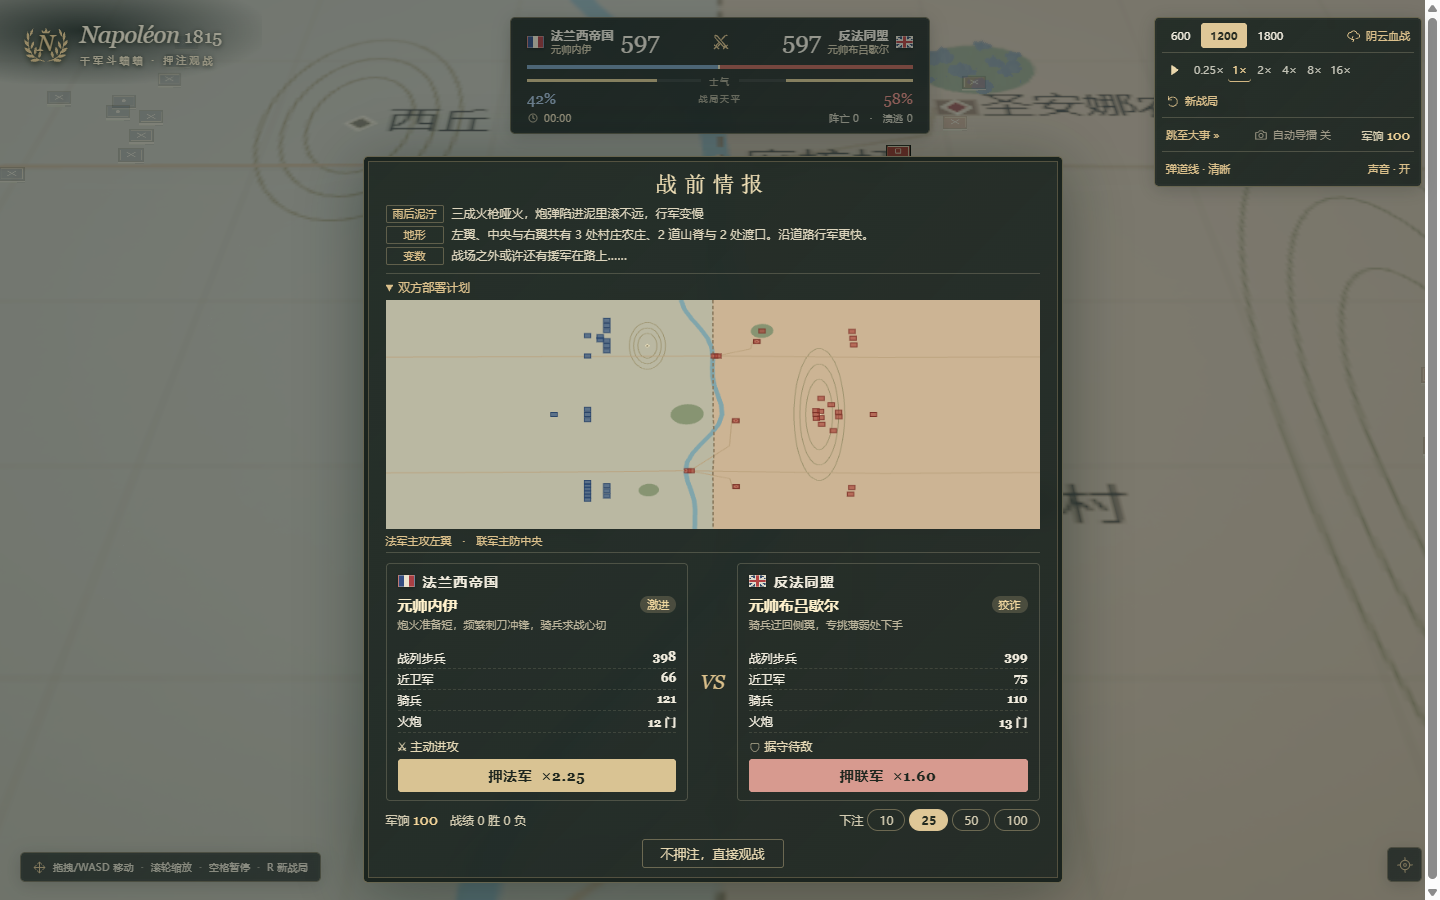 Napoléon 1815
千军斗蛐蛐 · 押注观战
法兰西帝国
元帅内伊
597
597
反法同盟
元帅布吕歇尔
士气
42%
战局天平
58%
00:00
阵亡 0 · 溃逃 0
600 1200 1800 阴云血战
0.25× 1× 2× 4× 8× 16×
新战局
跳至大事 » 自动导播 关 军饷 100
弹道线 · 清晰 声音 · 开
西丘
圣安娜
村
战前情报
雨后泥泞 三成火枪哑火，炮弹陷进泥里滚不远，行军变慢
地形 左翼、中央与右翼共有 3 处村庄农庄、2 道山脊与 2 处渡口。沿道路行军更快。
变数 战场之外或许还有援军在路上……
▼ 双方部署计划
法军主攻左翼 · 联军主防中央
法兰西帝国
元帅内伊 激进
炮火准备短，频繁刺刀冲锋，骑兵求战心切
战列步兵 398
近卫军 66
骑兵 121
火炮 12 门
主动进攻
押法军 ×2.25
VS
反法同盟
元帅布吕歇尔 狡诈
骑兵迂回侧翼，专挑薄弱处下手
战列步兵 399
近卫军 75
骑兵 110
火炮 13 门
据守待敌
押联军 ×1.60
军饷 100 战绩 0 胜 0 负
下注 10 25 50 100
不押注，直接观战
拖拽/WASD 移动 · 滚轮缩放 · 空格暂停 · R 新战局